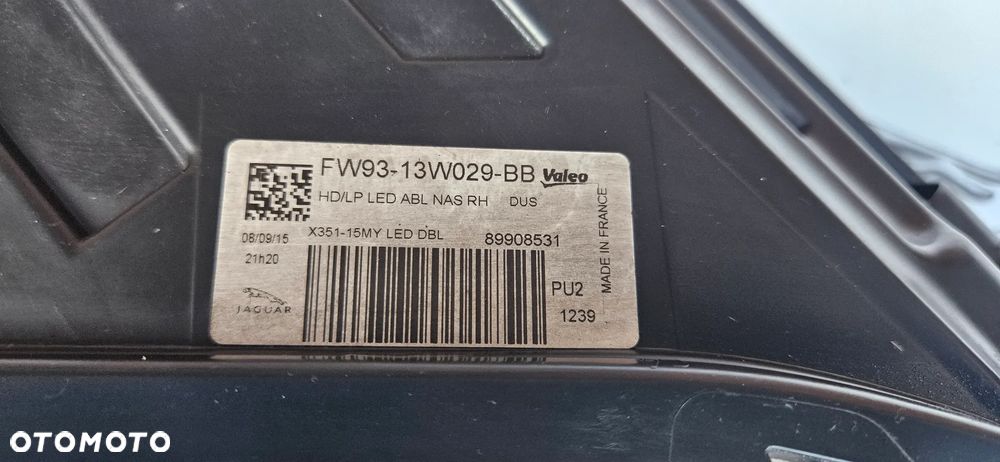 FW93-13W029-BB Valeo
HD/LP LED ABL NAS RH DUS
X351-15MY LED DBL 89908531
08/09/15
21h20
JAGUAR
PU2
1239
MADE IN FRANCE
OTOMOTO